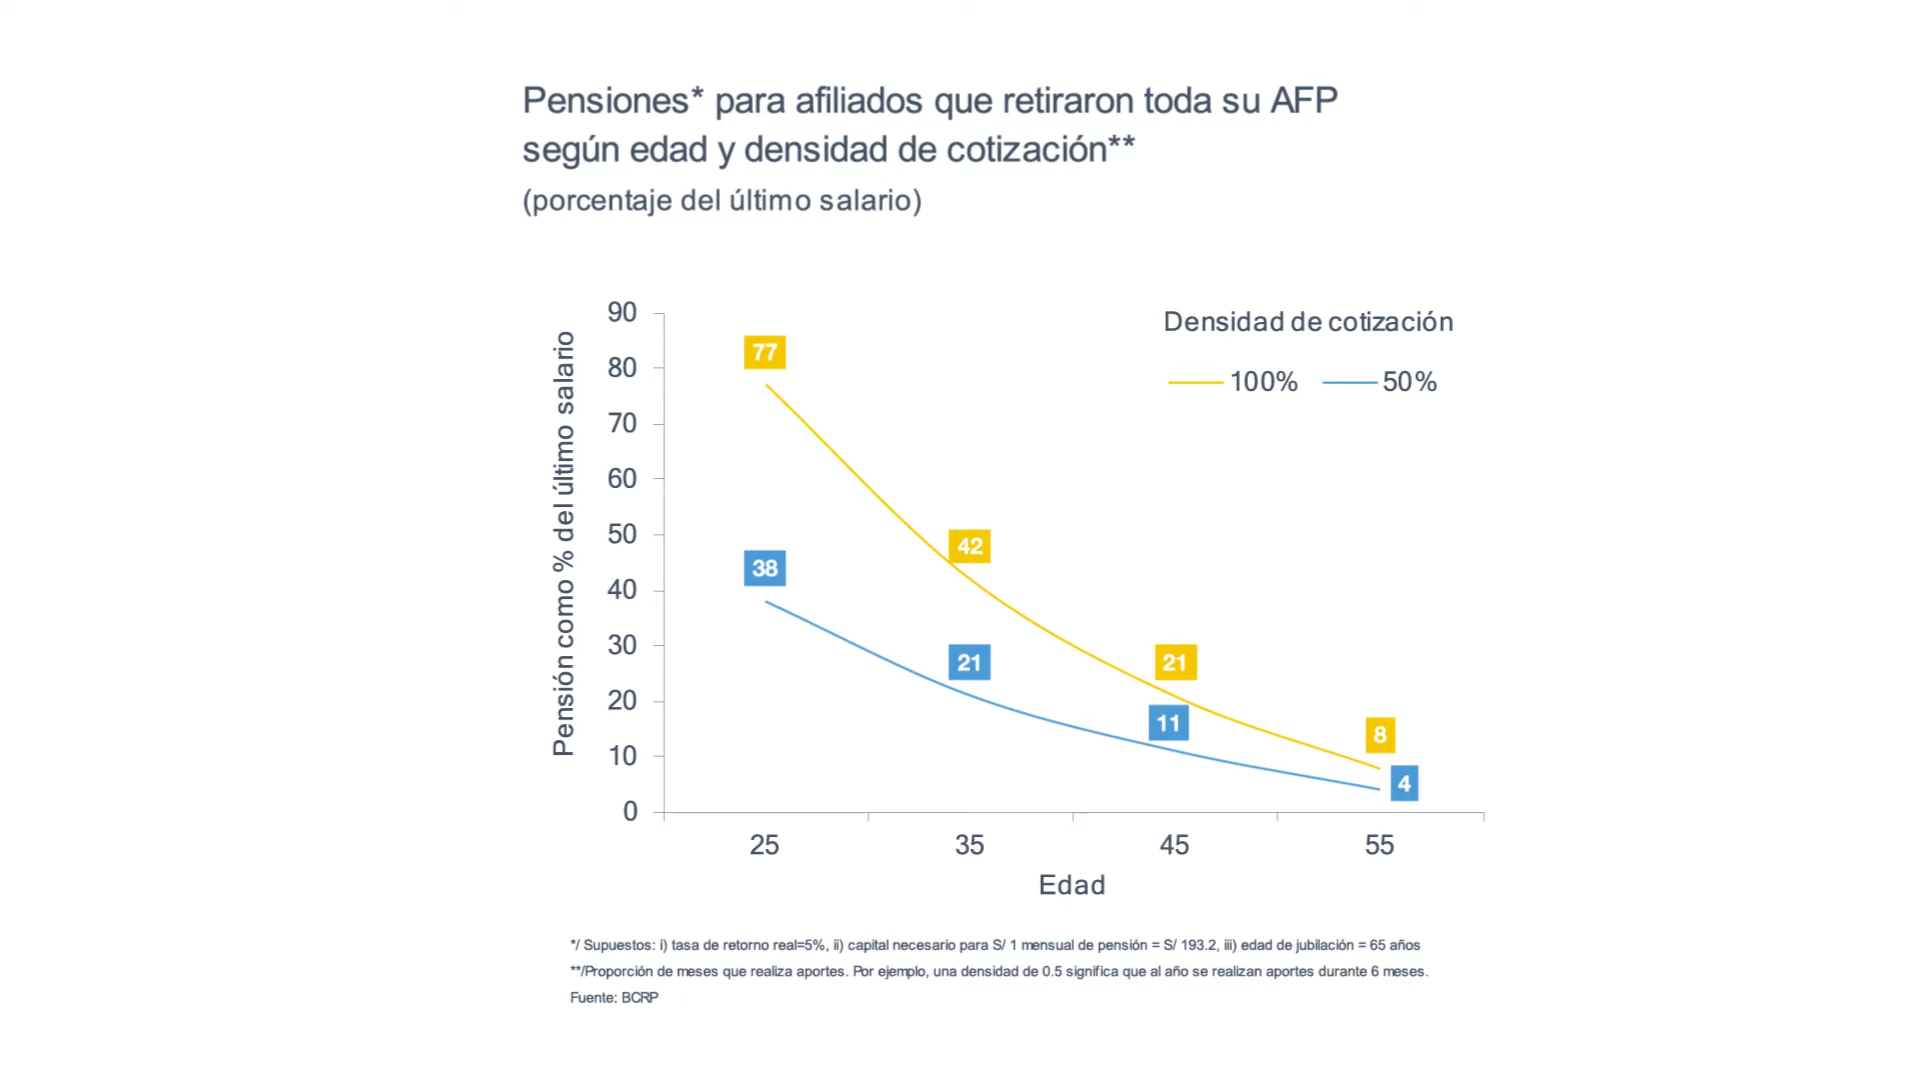 Pensiones* para afiliados que retiraron toda su AFP
según edad y densidad de cotización**
(porcentaje del último salario)
Densidad de cotización
100%
50%
Pensión como % del último salario
90
80
70
60
50
40
30
20
10
0
77
42
21
8
38
21
11
4
25
35
45
55
Edad
*/ Supuestos: i) tasa de retorno real=5%, ii) capital necesario para S/ 1 mensual de pensión = S/ 193.2, iii) edad de jubilación = 65 años
**/Proporción de meses que realiza aportes. Por ejemplo, una densidad de 0.5 significa que al año se realizan aportes durante 6 meses.
Fuente: BCRP